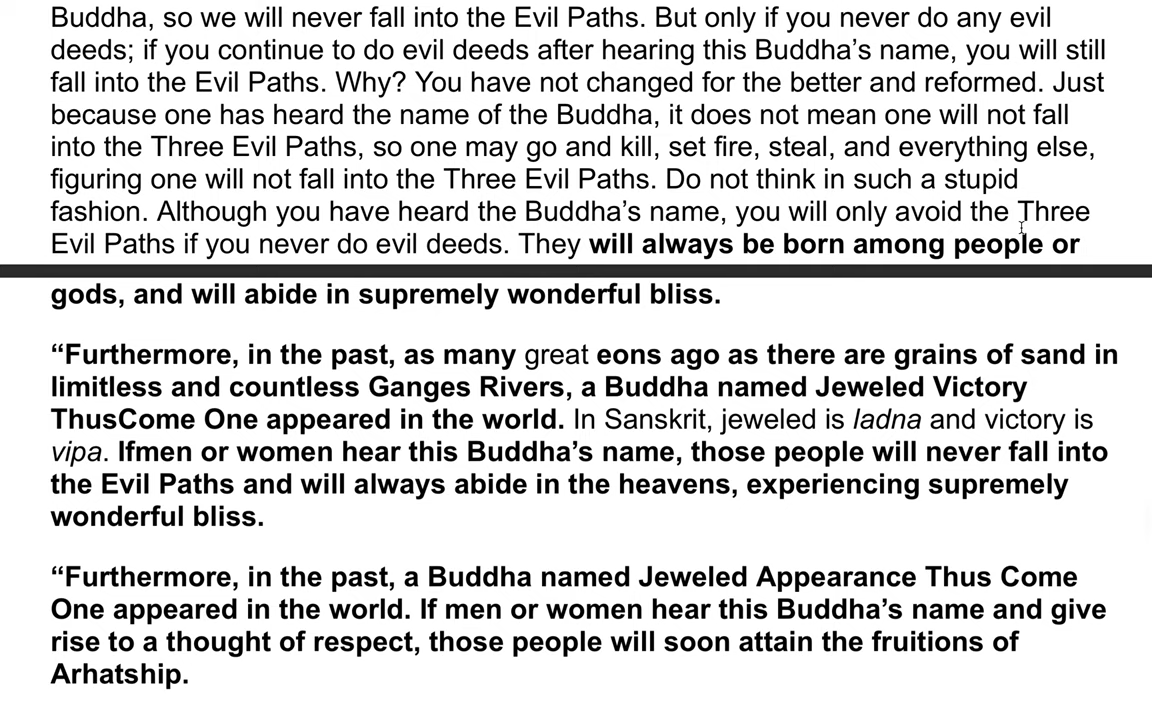 Buddha, so we will never fall into the Evil Paths. But only if you never do any evil
deeds; if you continue to do evil deeds after hearing this Buddha’s name, you will still
fall into the Evil Paths. Why? You have not changed for the better and reformed. Just
because one has heard the name of the Buddha, it does not mean one will not fall
into the Three Evil Paths, so one may go and kill, set fire, steal, and everything else,
figuring one will not fall into the Three Evil Paths. Do not think in such a stupid
fashion. Although you have heard the Buddha’s name, you will only avoid the Three
Evil Paths if you never do evil deeds. They will always be born among people or
gods, and will abide in supremely wonderful bliss.
“Furthermore, in the past, as many great eons ago as there are grains of sand in
limitless and countless Ganges Rivers, a Buddha named Jeweled Victory
ThusCome One appeared in the world. In Sanskrit, jeweled is ladna and victory is
vipa. Ifmen or women hear this Buddha’s name, those people will never fall into
the Evil Paths and will always abide in the heavens, experiencing supremely
wonderful bliss.
“Furthermore, in the past, a Buddha named Jeweled Appearance Thus Come
One appeared in the world. If men or women hear this Buddha’s name and give
rise to a thought of respect, those people will soon attain the fruitions of
Arhatship.